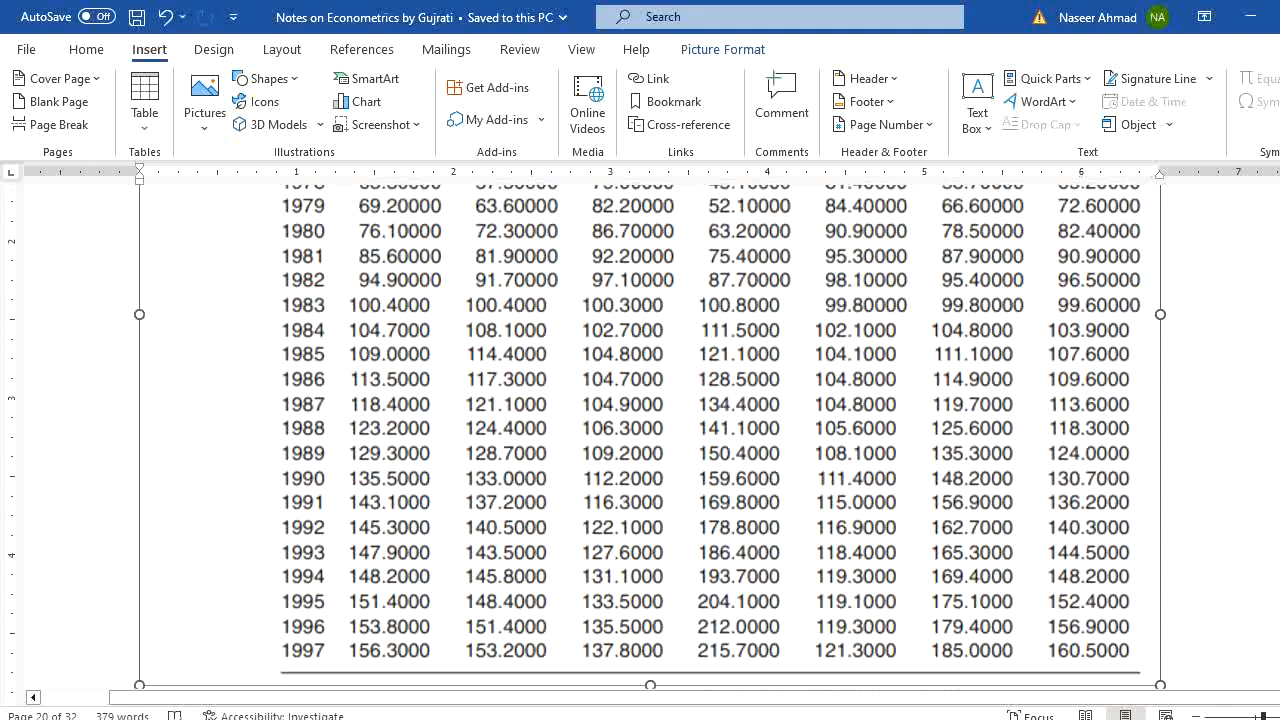 AutoSave Off Notes on Econometrics by Gujrati • Saved to this PC Search Naseer Ahmad NA
File Home Insert Design Layout References Mailings Review View Help Picture Format
Cover Page
Blank Page
Page Break
Pages
Table
Tables
Pictures
Shapes
Icons
3D Models
SmartArt
Chart
Screenshot
Illustrations
Get Add-ins
My Add-ins
Add-ins
Online
Videos
Media
Link
Bookmark
Cross-reference
Links
Comment
Comments
Header
Footer
Page Number
Header & Footer
Text
Box
Quick Parts
WordArt
Drop Cap
Signature Line
Date & Time
Object
Text
L 1 2 3 4 5 6 7
1979 69.20000 63.60000 82.20000 52.10000 84.40000 66.60000 72.60000
1980 76.10000 72.30000 86.70000 63.20000 90.90000 78.50000 82.40000
1981 85.60000 81.90000 92.20000 75.40000 95.30000 87.90000 90.90000
1982 94.90000 91.70000 97.10000 87.70000 98.10000 95.40000 96.50000
1983 100.4000 100.4000 100.3000 100.8000 99.80000 99.80000 99.60000
1984 104.7000 108.1000 102.7000 111.5000 102.1000 104.8000 103.9000
1985 109.0000 114.4000 104.8000 121.1000 104.1000 111.1000 107.6000
1986 113.5000 117.3000 104.7000 128.5000 104.8000 114.9000 109.6000
1987 118.4000 121.1000 104.9000 134.4000 104.8000 119.7000 113.6000
1988 123.2000 124.4000 106.3000 141.1000 105.6000 125.6000 118.3000
1989 129.3000 128.7000 109.2000 150.4000 108.1000 135.3000 124.0000
1990 135.5000 133.0000 112.2000 159.6000 111.4000 148.2000 130.7000
1991 143.1000 137.2000 116.3000 169.8000 115.0000 156.9000 136.2000
1992 145.3000 140.5000 122.1000 178.8000 116.9000 162.7000 140.3000
1993 147.9000 143.5000 127.6000 186.4000 118.4000 165.3000 144.5000
1994 148.2000 145.8000 131.1000 193.7000 119.3000 169.4000 148.2000
1995 151.4000 148.4000 133.5000 204.1000 119.1000 175.1000 152.4000
1996 153.8000 151.4000 135.5000 212.0000 119.3000 179.4000 156.9000
1997 156.3000 153.2000 137.8000 215.7000 121.3000 185.0000 160.5000
2
3
4
Page 20 of 32 379 words Accessibility: Investigate Focus